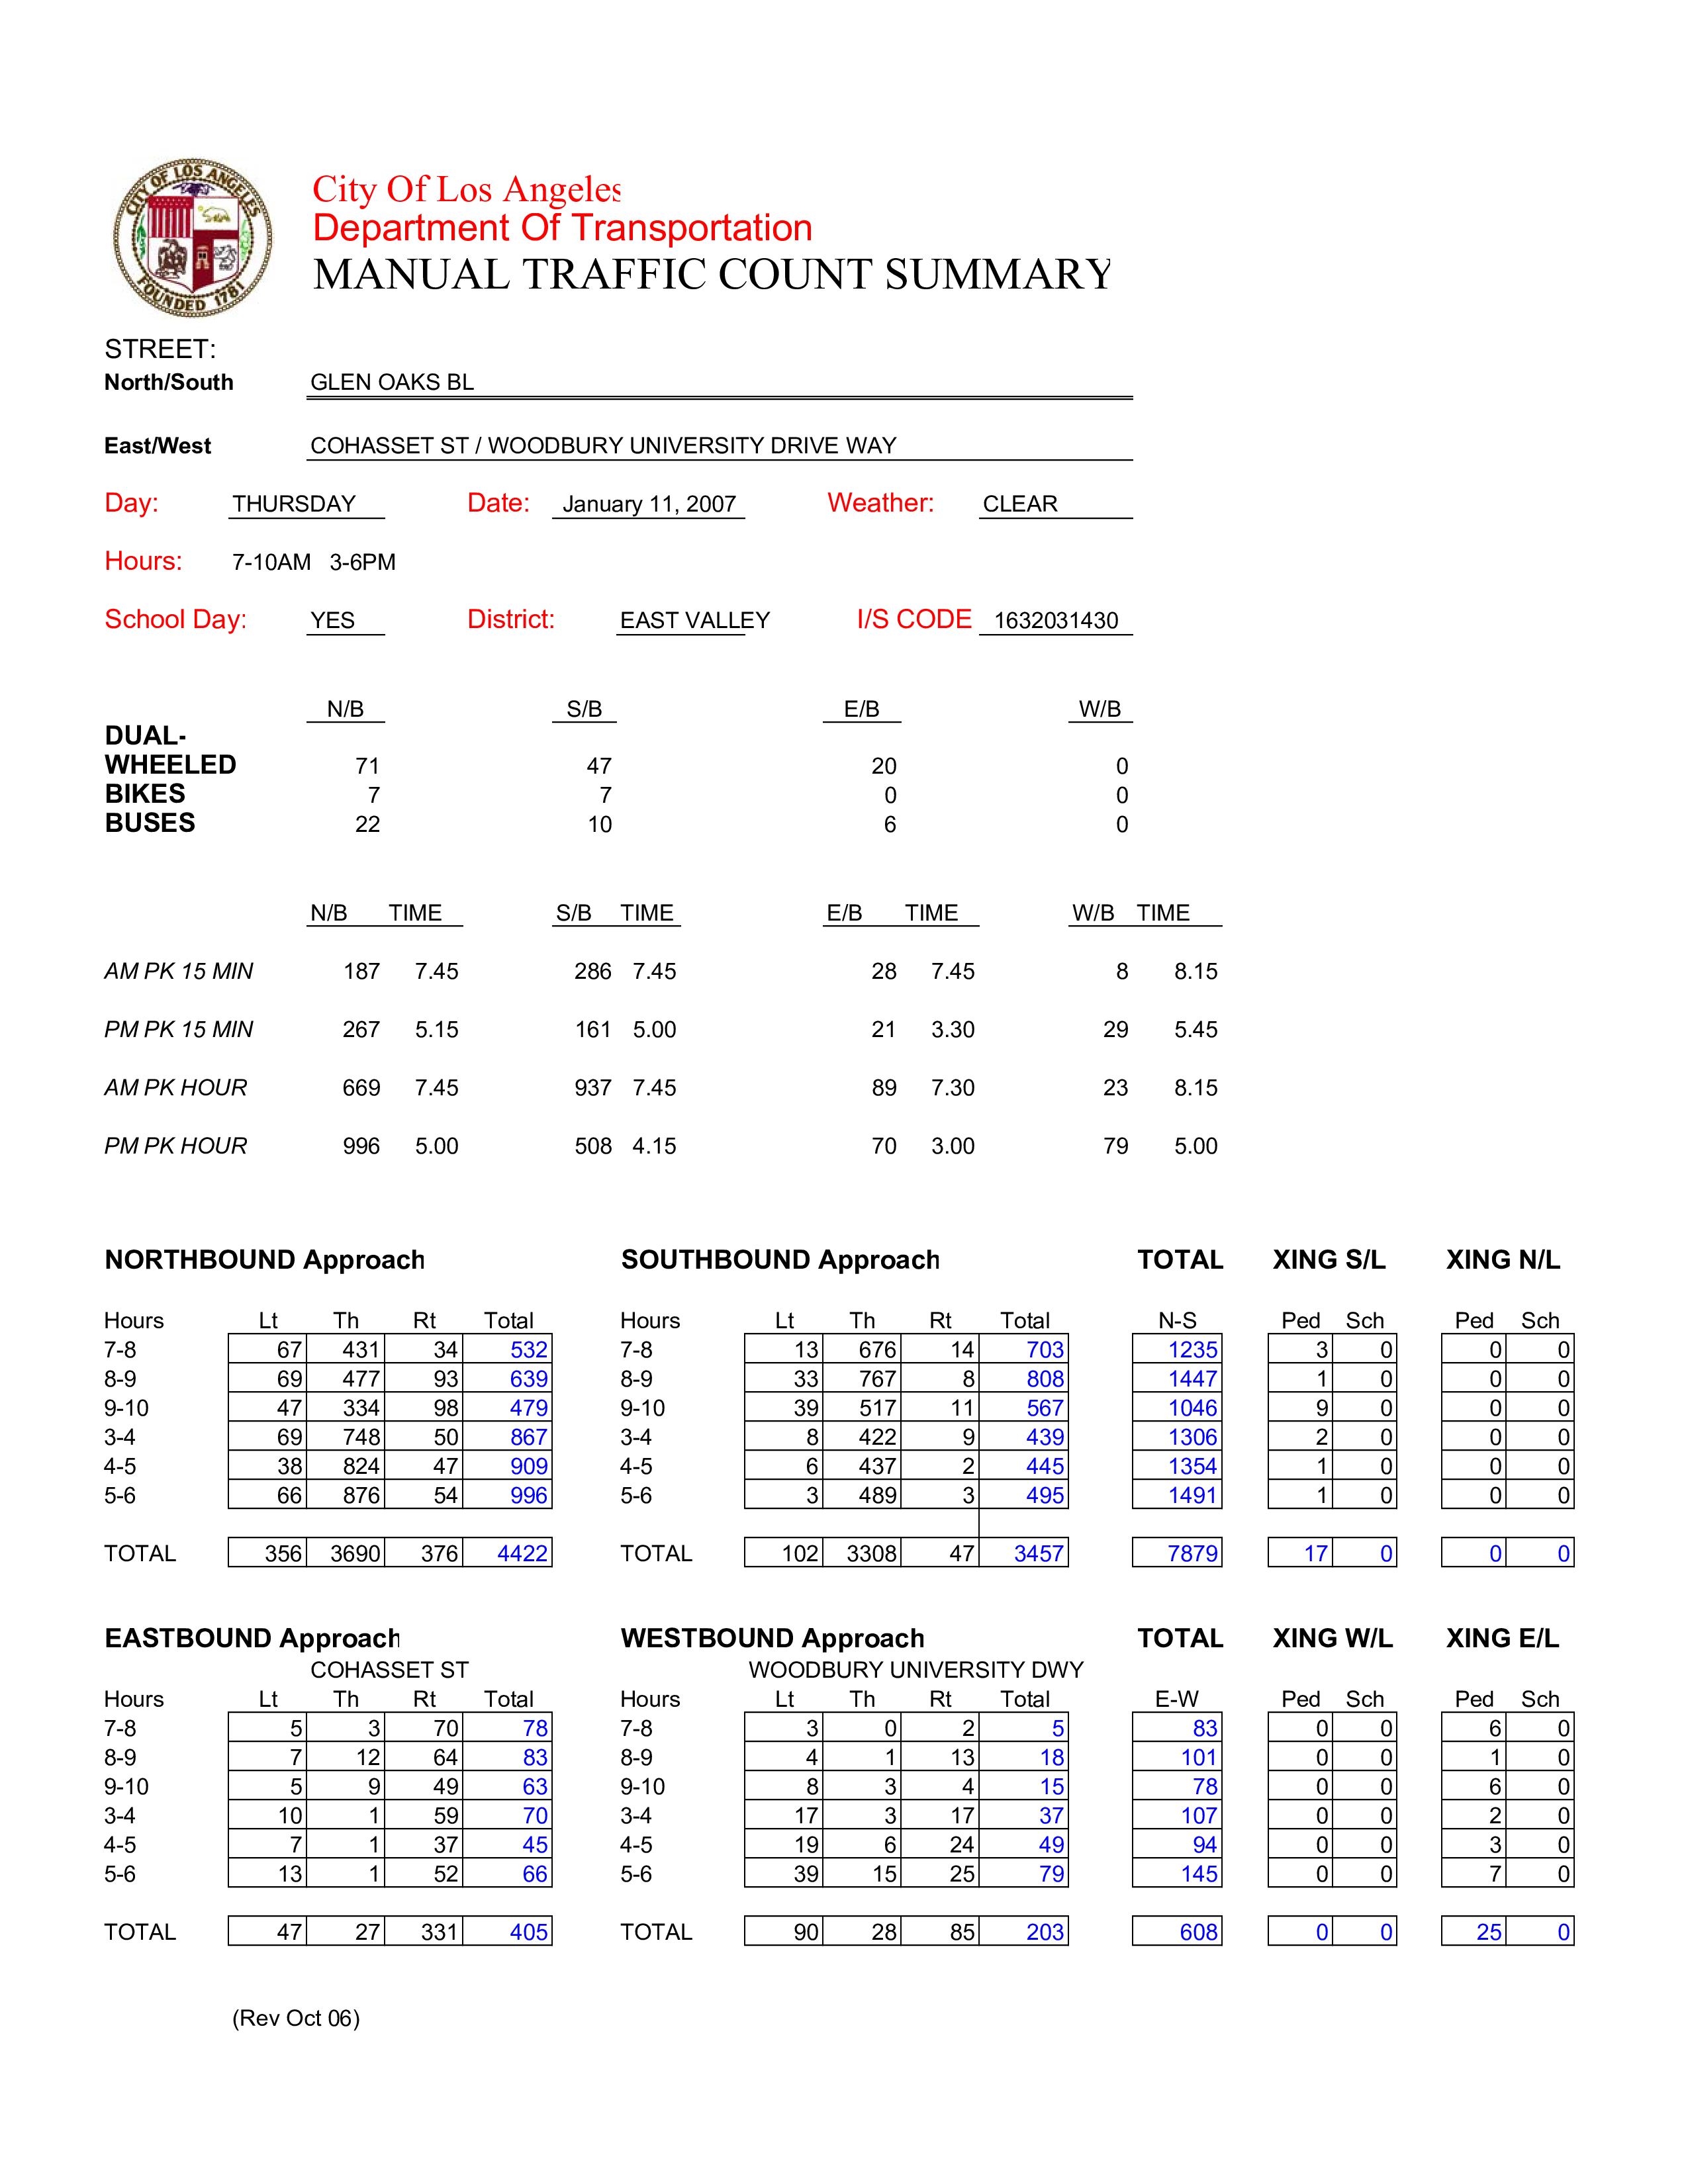 CITY OF LOS ANGELES
FOUNDED 1781
City Of Los Angeles
Department Of Transportation
MANUAL TRAFFIC COUNT SUMMARY
STREET:
North/South GLEN OAKS BL
East/West COHASSET ST / WOODBURY UNIVERSITY DRIVE WAY
Day: THURSDAY Date: January 11, 2007 Weather: CLEAR
Hours: 7-10AM 3-6PM
School Day: YES District: EAST VALLEY I/S CODE 1632031430
N/B S/B E/B W/B
DUAL-
WHEELED 71 47 20 0
BIKES 7 7 0 0
BUSES 22 10 6 0
N/B TIME S/B TIME E/B TIME W/B TIME
AM PK 15 MIN 187 7.45 286 7.45 28 7.45 8 8.15
PM PK 15 MIN 267 5.15 161 5.00 21 3.30 29 5.45
AM PK HOUR 669 7.45 937 7.45 89 7.30 23 8.15
PM PK HOUR 996 5.00 508 4.15 70 3.00 79 5.00
NORTHBOUND Approach SOUTHBOUND Approach TOTAL XING S/L XING N/L
Hours Lt Th Rt Total Hours Lt Th Rt Total N-S Ped Sch Ped Sch
7-8 67 431 34 532 7-8 13 676 14 703 1235 3 0 0 0
8-9 69 477 93 639 8-9 33 767 8 808 1447 1 0 0 0
9-10 47 334 98 479 9-10 39 517 11 567 1046 9 0 0 0
3-4 69 748 50 867 3-4 8 422 9 439 1306 2 0 0 0
4-5 38 824 47 909 4-5 6 437 2 445 1354 1 0 0 0
5-6 66 876 54 996 5-6 3 489 3 495 1491 1 0 0 0
TOTAL 356 3690 376 4422 TOTAL 102 3308 47 3457 7879 17 0 0 0
EASTBOUND Approach WESTBOUND Approach TOTAL XING W/L XING E/L
COHASSET ST WOODBURY UNIVERSITY DWY
Hours Lt Th Rt Total Hours Lt Th Rt Total E-W Ped Sch Ped Sch
7-8 5 3 70 78 7-8 3 0 2 5 83 0 0 6 0
8-9 7 12 64 83 8-9 4 1 13 18 101 0 0 1 0
9-10 5 9 49 63 9-10 8 3 4 15 78 0 0 6 0
3-4 10 1 59 70 3-4 17 3 17 37 107 0 0 2 0
4-5 7 1 37 45 4-5 19 6 24 49 94 0 0 3 0
5-6 13 1 52 66 5-6 39 15 25 79 145 0 0 7 0
TOTAL 47 27 331 405 TOTAL 90 28 85 203 608 0 0 25 0
(Rev Oct 06)